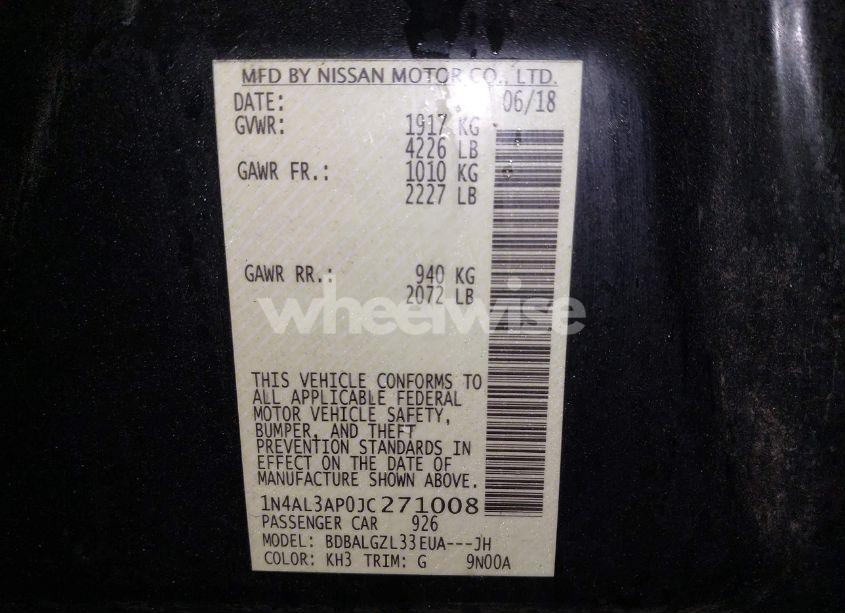 MFD BY NISSAN MOTOR CO., LTD.
DATE: 06/18
GVWR: 1917 KG
4226 LB
GAWR FR.: 1010 KG
2227 LB
GAWR RR.: 940 KG
2072 LB
wheelwise
THIS VEHICLE CONFORMS TO
ALL APPLICABLE FEDERAL
MOTOR VEHICLE SAFETY,
BUMPER, AND THEFT
PREVENTION STANDARDS IN
EFFECT ON THE DATE OF
MANUFACTURE SHOWN ABOVE.
1N4AL3AP0JC271008
PASSENGER CAR 926
MODEL: BDBALGZL33EUA---JH
COLOR: KH3 TRIM: G 9N00A